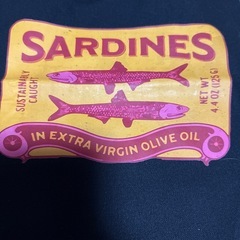 SARDINES
SUSTAINABLY
CAUGHT
NET WT
4.4 OZ (125G)
IN EXTRA VIRGIN OLIVE OIL